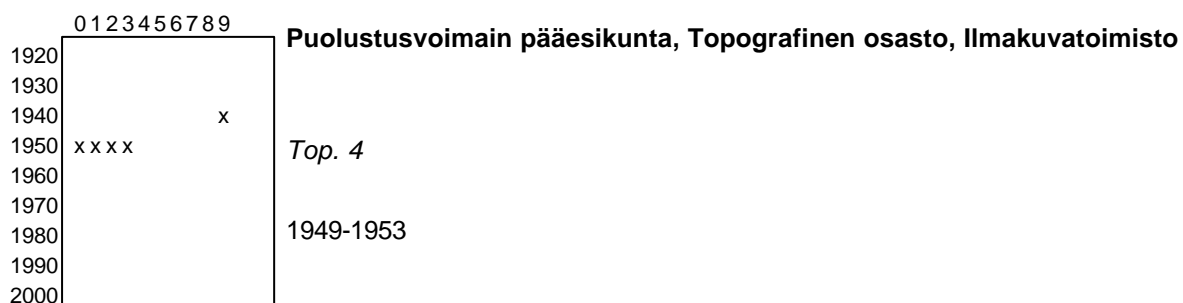 0123456789
Puolustusvoimain pääesikunta, Topografinen osasto, Ilmakuvatoimisto
1920
1930
1940 x
1950 xxxx
Top. 4
1960
1970
1980
1949-1953
1990
2000